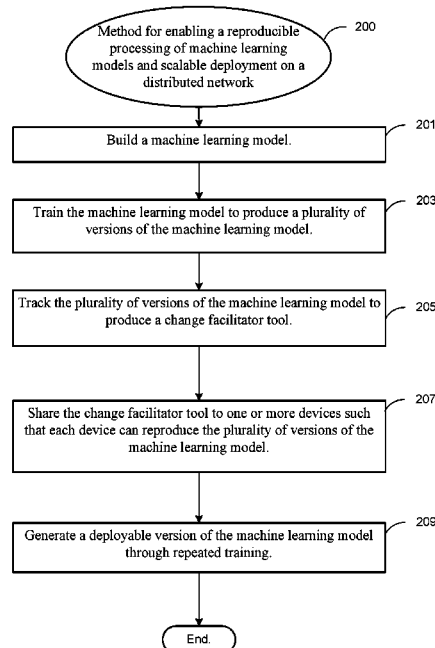 Method for enabling a reproducible
processing of machine learning
models and scalable deployment on a
distributed network
200
201
Build a machine learning model.
203
Train the machine learning model to produce a plurality of
versions of the machine learning model.
205
Track the plurality of versions of the machine learning model to
produce a change facilitator tool.
207
Share the change facilitator tool to one or more devices such
that each device can reproduce the plurality of versions of the
machine learning model.
209
Generate a deployable version of the machine learning model
through repeated training.
End.